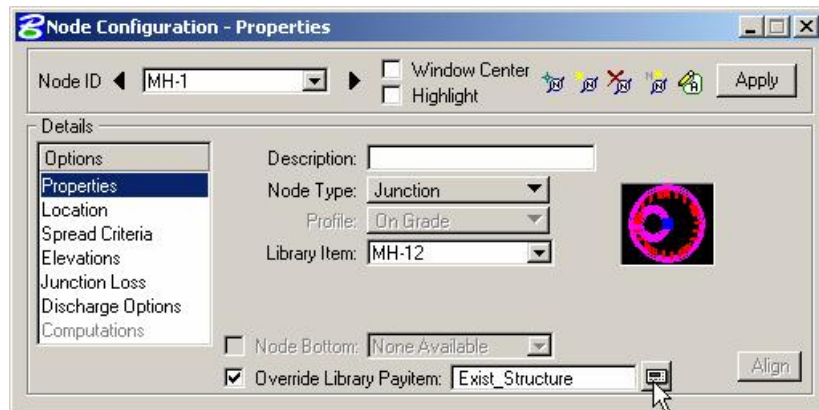 Node Configuration - Properties
Node ID MH-1 Window Center Highlight Apply
Details
Options
Properties
Location
Spread Criteria
Elevations
Junction Loss
Discharge Options
Computations
Description:
Node Type: Junction
Profile: On Grade
Library Item: MH-12
Node Bottom: None Available
Override Library Payitem: Exist_Structure
Align